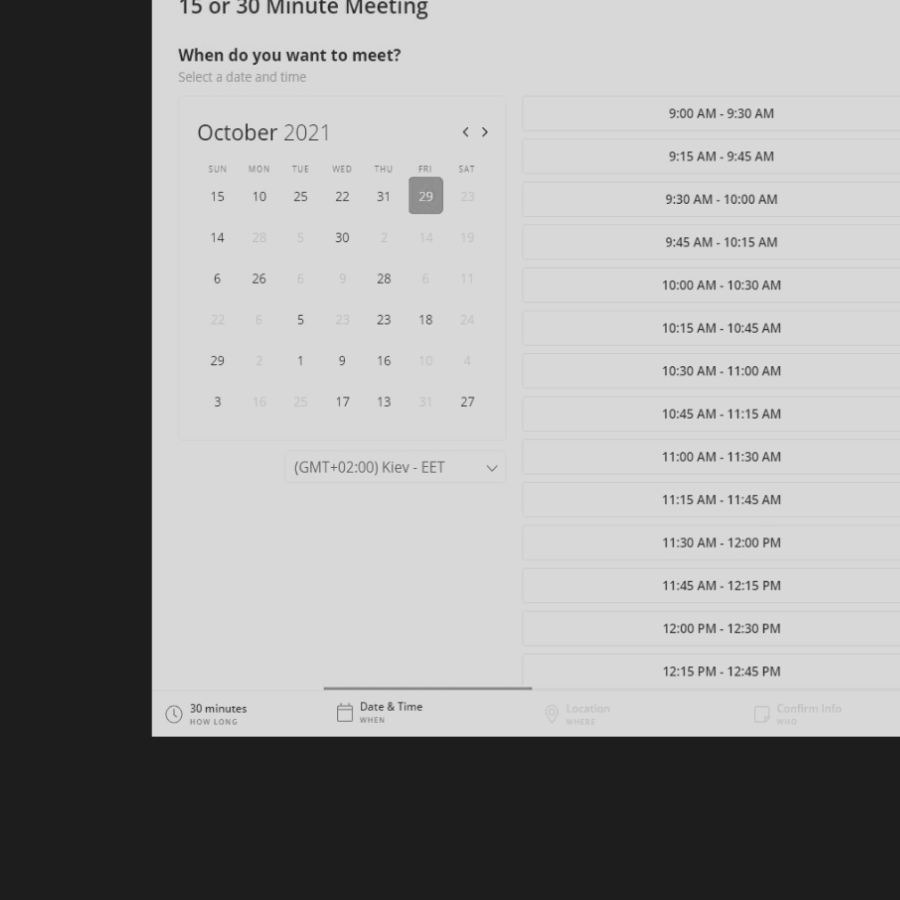 15 or 30 Minute Meeting
When do you want to meet?
Select a date and time
October 2021
SUN MON TUE WED THU FRI SAT
15 10 25 22 31 29 23
14 28 5 30 2 14 19
6 26 6 9 28 6 11
22 6 5 23 23 18 24
29 2 1 9 16 10 4
3 16 25 17 13 31 27
(GMT+02:00) Kiev - EET
9:00 AM - 9:30 AM
9:15 AM - 9:45 AM
9:30 AM - 10:00 AM
9:45 AM - 10:15 AM
10:00 AM - 10:30 AM
10:15 AM - 10:45 AM
10:30 AM - 11:00 AM
10:45 AM - 11:15 AM
11:00 AM - 11:30 AM
11:15 AM - 11:45 AM
11:30 AM - 12:00 PM
11:45 AM - 12:15 PM
12:00 PM - 12:30 PM
12:15 PM - 12:45 PM
30 minutes
HOW LONG
Date & Time
WHEN
Location
WHERE
Confirm Info
WHO